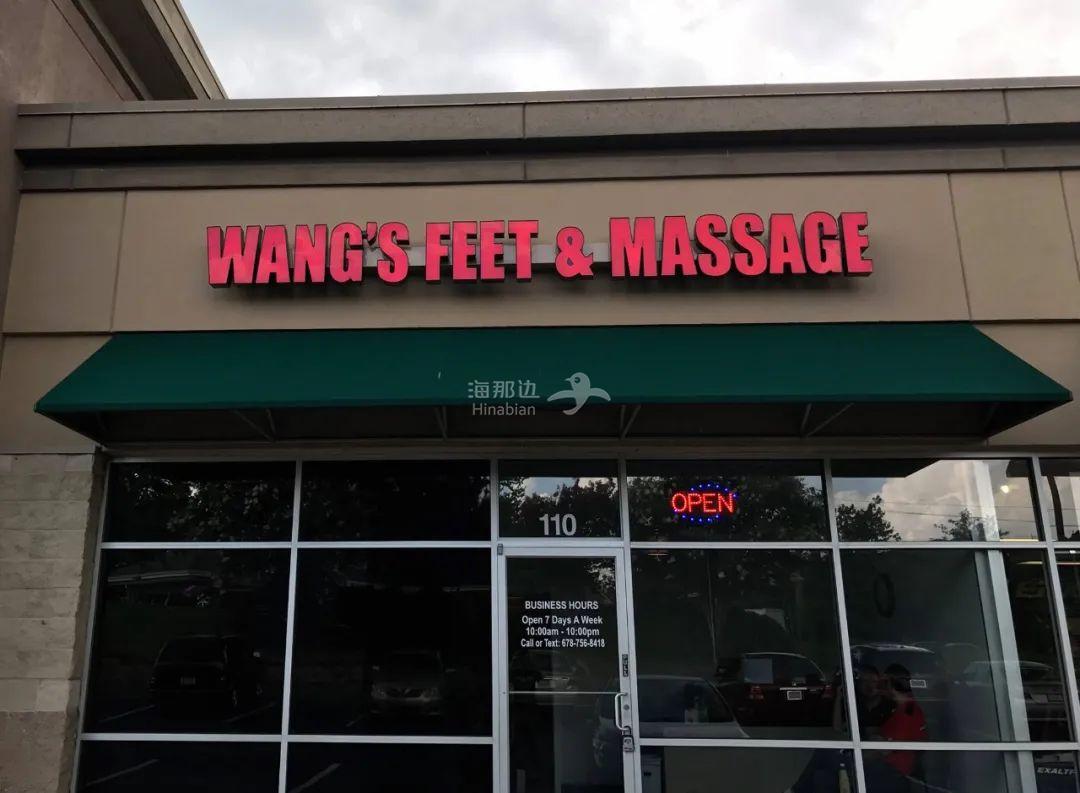 WANG'S FEET & MASSAGE
海那边
Hinabian
OPEN
110
BUSINESS HOURS
Open 7 Days A Week
10:00am - 10:00pm
Call or Text: 678-756-8418